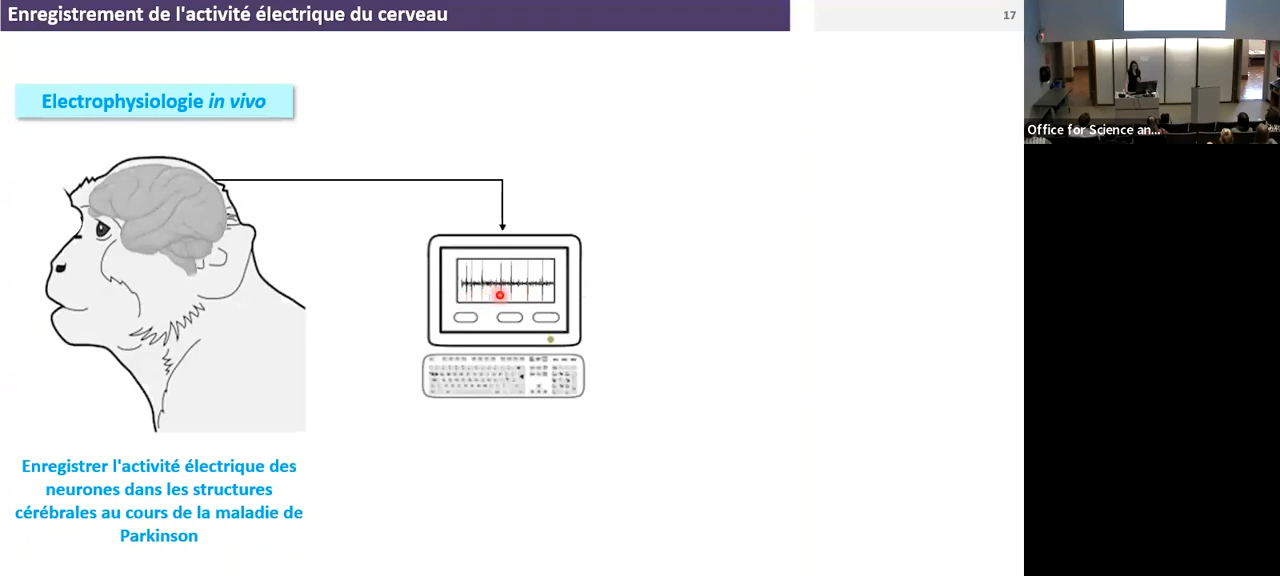 Enregistrement de l'activité électrique du cerveau
17
Electrophysiologie in vivo
Office for Science an...
Enregistrer l'activité électrique des
neurones dans les structures
cérébrales au cours de la maladie de
Parkinson